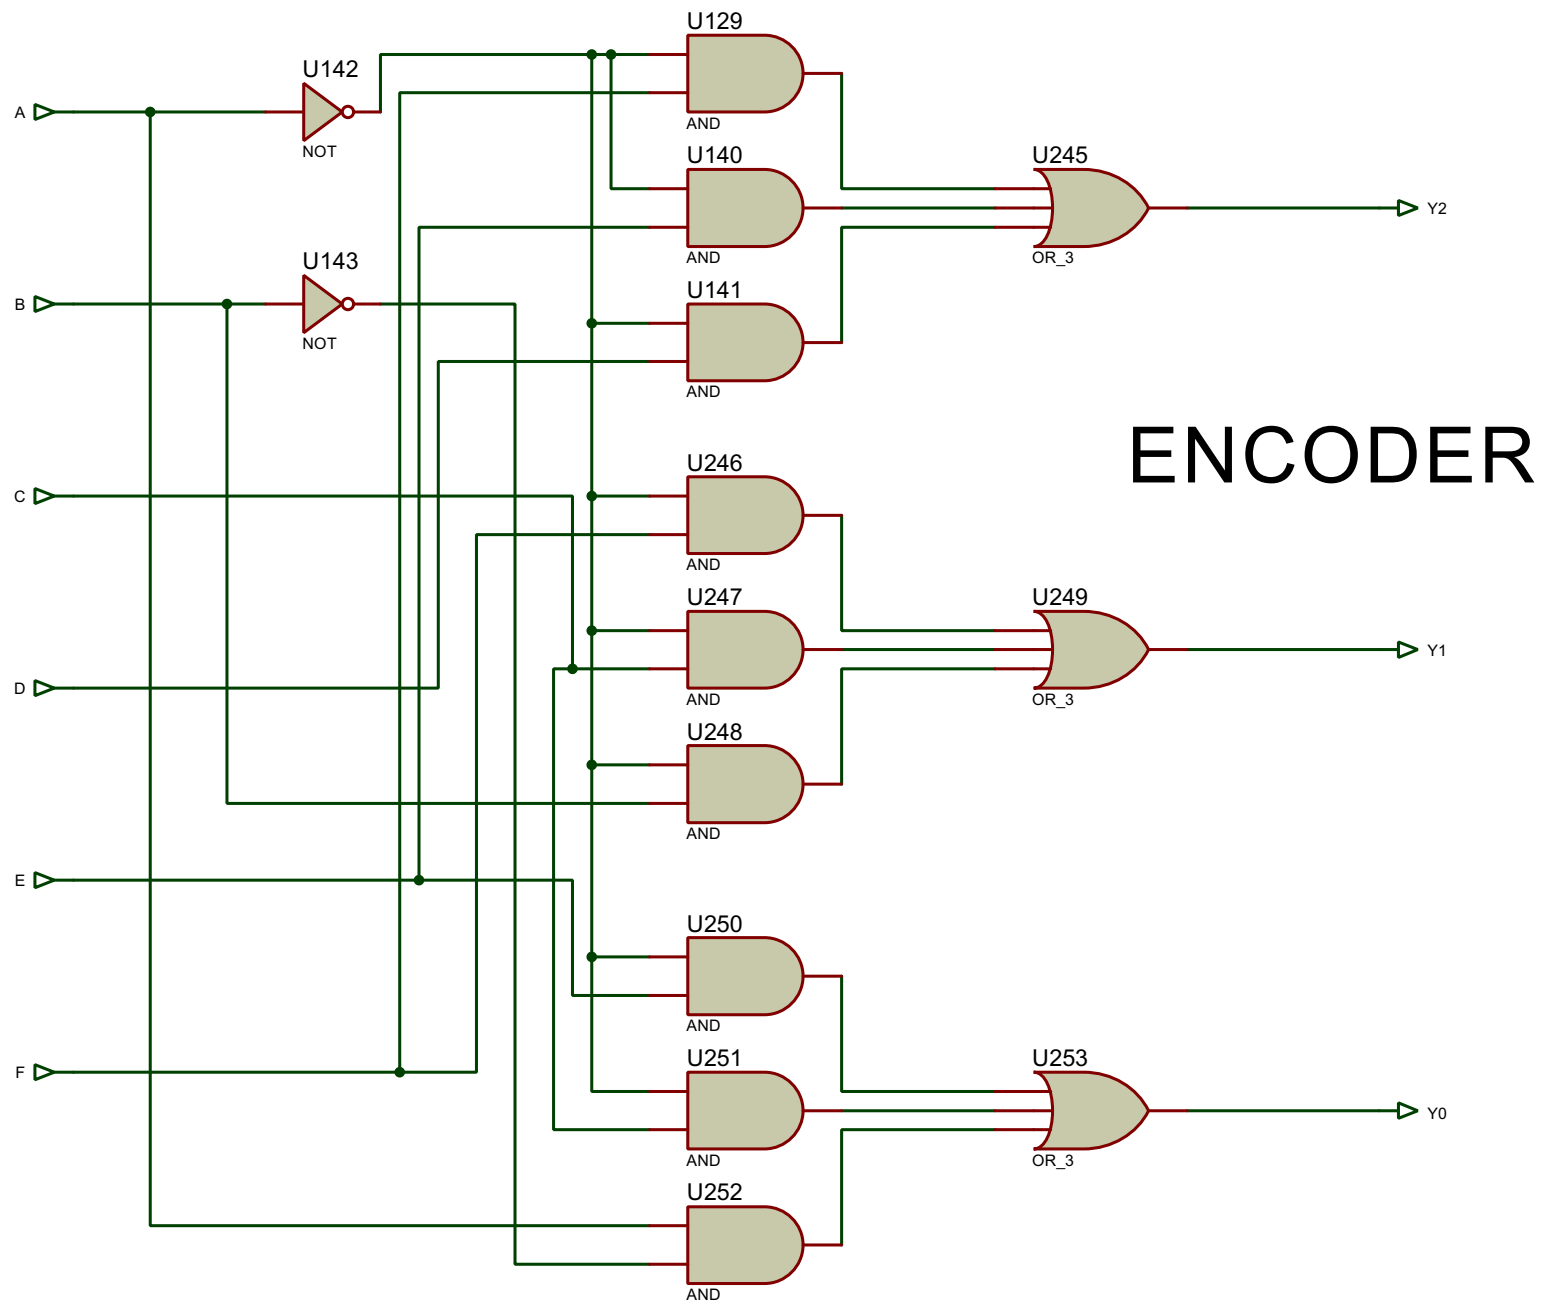 U129
U142
A
NOT
AND
U140
U245
Y2
AND
OR_3
U143
B
NOT
U141
AND
ENCODER
U246
C
AND
U247
U249
Y1
D
AND
OR_3
U248
AND
E
U250
AND
U251
U253
F
Y0
AND
OR_3
U252
AND